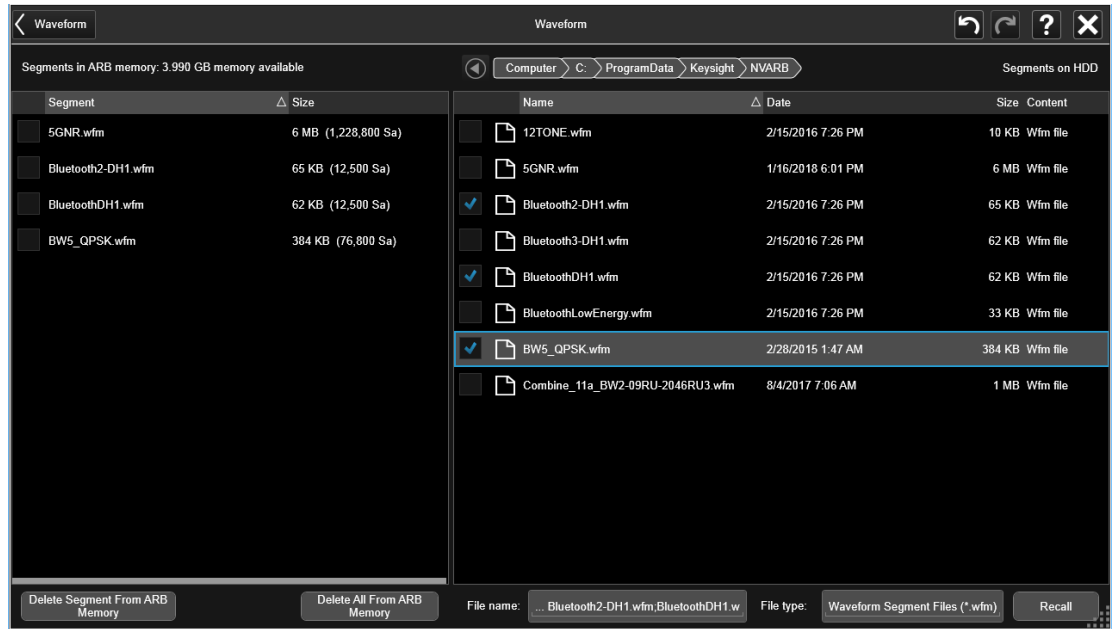 Waveform
Waveform
?
Segments in ARB memory: 3.990 GB memory available
Computer C: ProgramData Keysight NVARB
Segments on HDD
Segment Size
5GNR.wfm 6 MB (1,228,800 Sa)
Bluetooth2-DH1.wfm 65 KB (12,500 Sa)
BluetoothDH1.wfm 62 KB (12,500 Sa)
BW5_QPSK.wfm 384 KB (76,800 Sa)
Name Date Size Content
12TONE.wfm 2/15/2016 7:26 PM 10 KB Wfm file
5GNR.wfm 1/16/2018 6:01 PM 6 MB Wfm file
Bluetooth2-DH1.wfm 2/15/2016 7:26 PM 65 KB Wfm file
Bluetooth3-DH1.wfm 2/15/2016 7:26 PM 62 KB Wfm file
BluetoothDH1.wfm 2/15/2016 7:26 PM 62 KB Wfm file
BluetoothLowEnergy.wfm 2/15/2016 7:26 PM 33 KB Wfm file
BW5_QPSK.wfm 2/28/2015 1:47 AM 384 KB Wfm file
Combine_11a_BW2-09RU-2046RU3.wfm 8/4/2017 7:06 AM 1 MB Wfm file
Delete Segment From ARB
Memory
Delete All From ARB
Memory
File name: ... Bluetooth2-DH1.wfm;BluetoothDH1.w
File type: Waveform Segment Files (*.wfm)
Recall